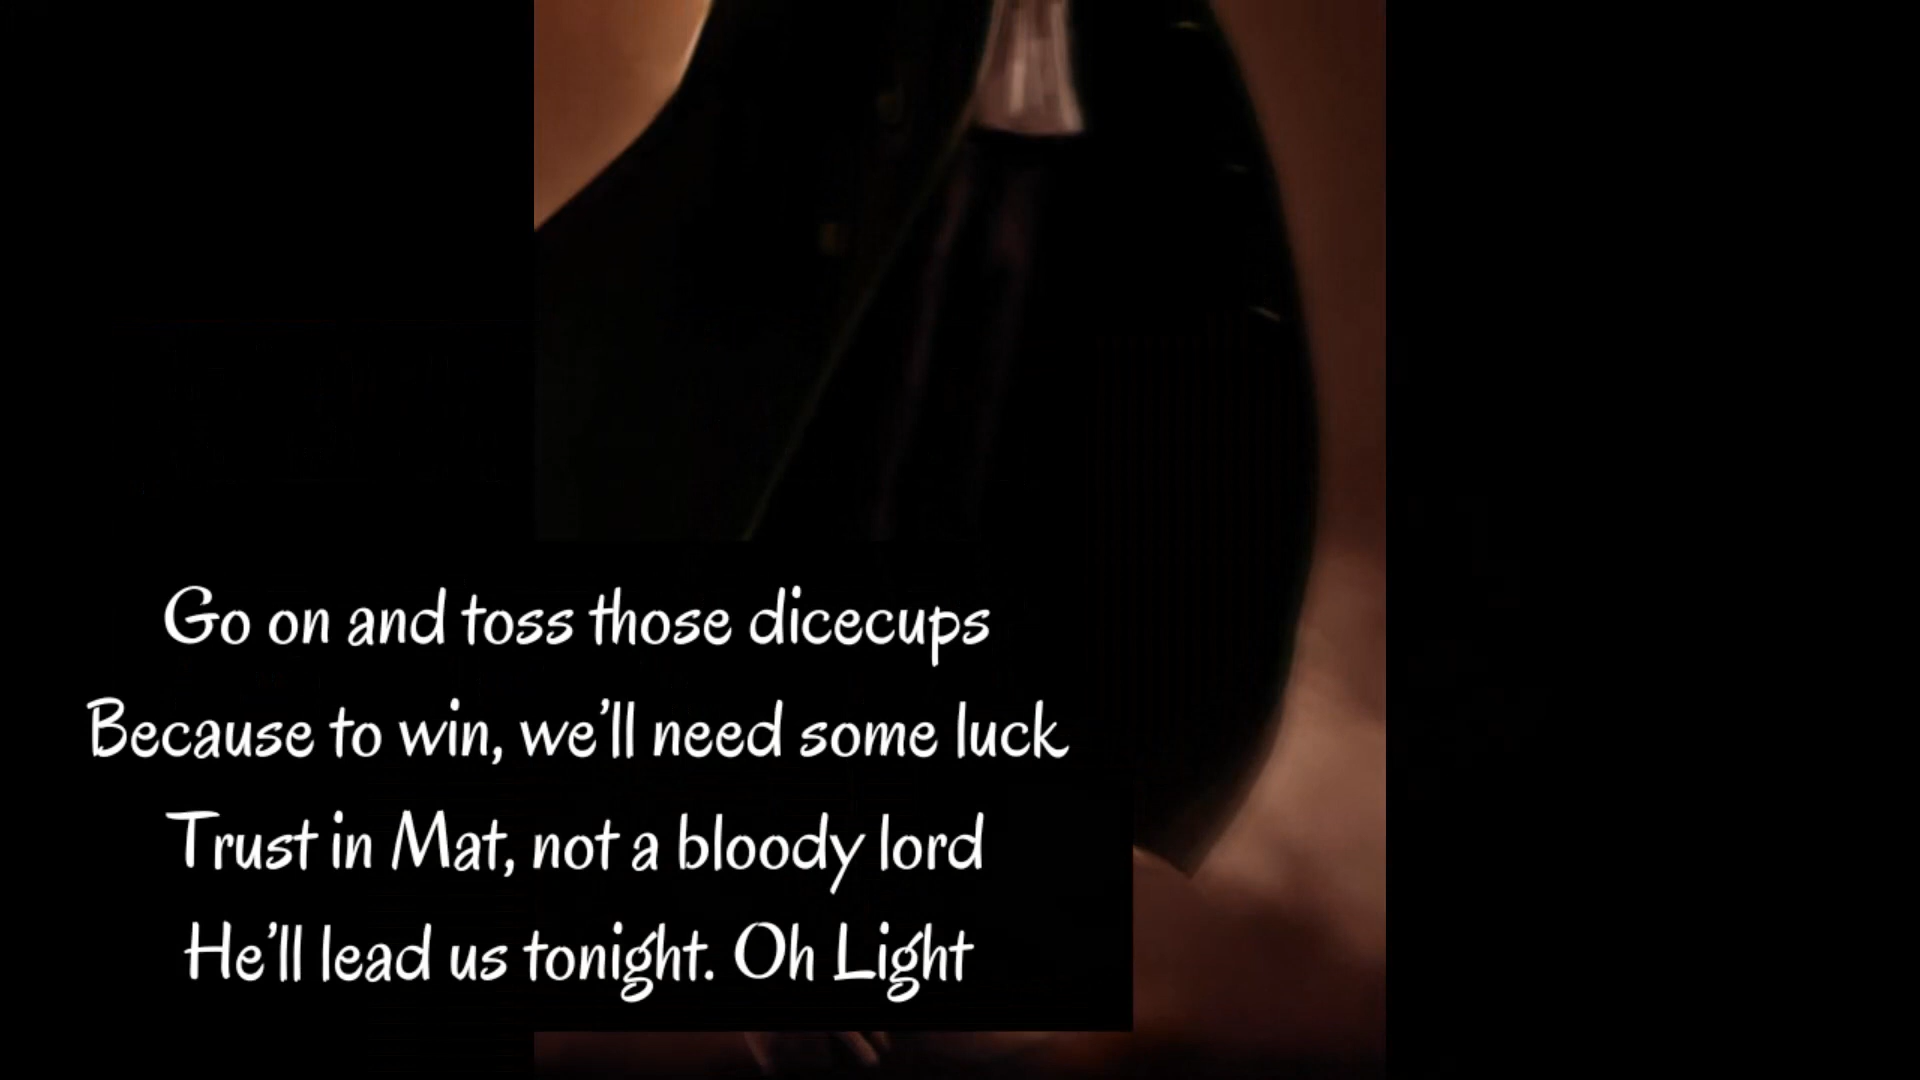 Go on and toss those dicecups
Because to win, we’ll need some luck
Trust in Mat, not a bloody lord
He’ll lead us tonight. Oh Light